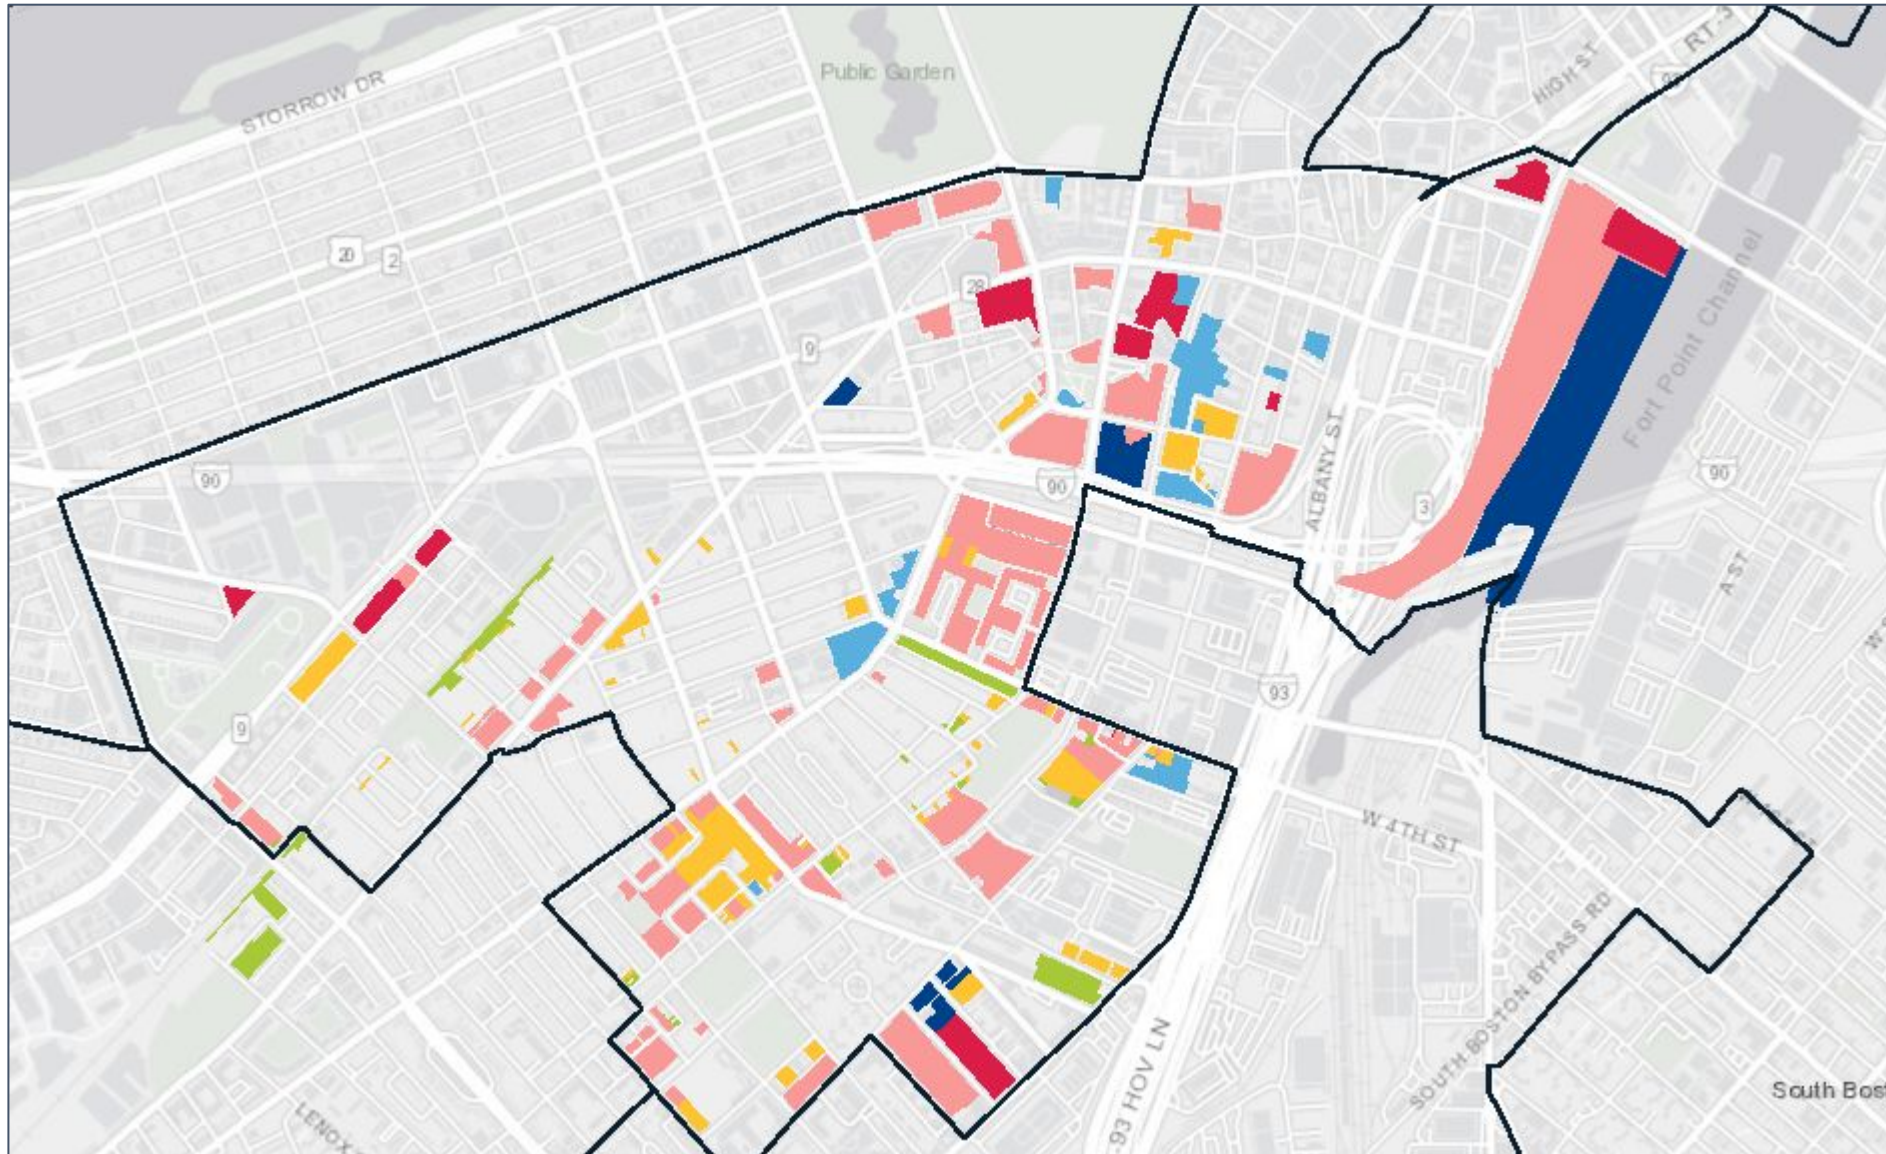 Public Garden
STORROW DR
HIGH ST
RT-3
20
2
28
9
90
90
ALBANY ST
Fort Point Channel
3
90
A ST
9
93
W 4TH ST
SOUTH BOSTON BYPASS RD
South Bost
-93 HOV LN
LENOX